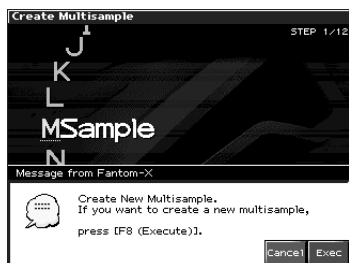 Create Multisample
STEP 1/12
J
K
L
MSample
N
Message from Fantom-X
Create New Multisample.
If you want to create a new multisample,
press [F8 (Execute)].
Cancel
Exec